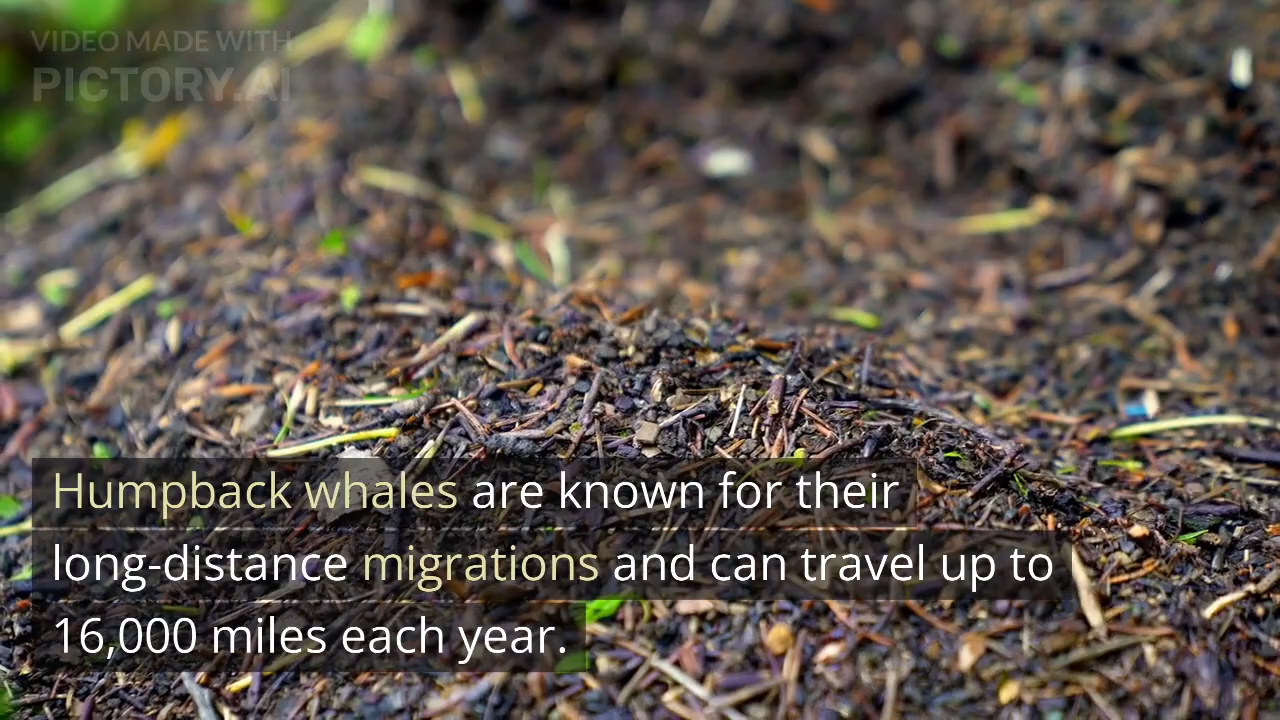 VIDEO MADE WITH
PICTORY.AI
Humpback whales are known for their
long-distance migrations and can travel up to
16,000 miles each year.